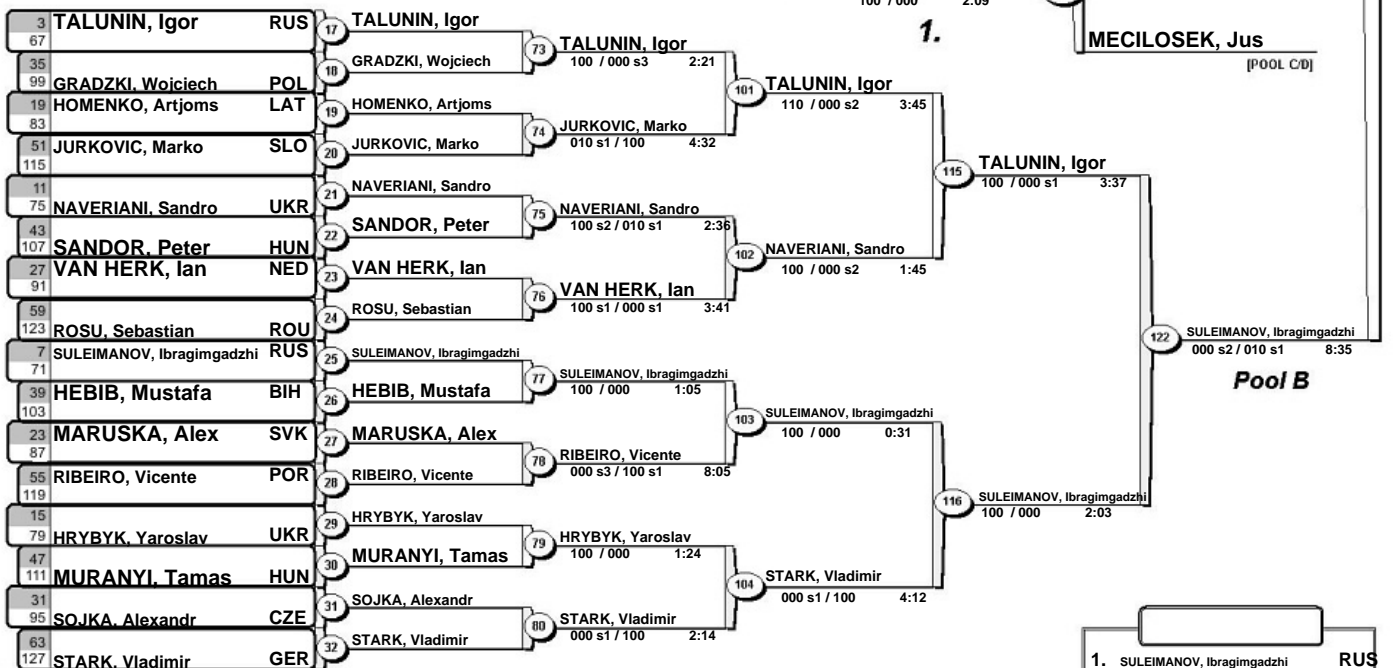 100 / 000 2:09
1.
MECILOSEK, Jus
[POOL C/D]
3 67 TALUNIN, Igor RUS
35 99 GRADZKI, Wojciech POL
19 83 HOMENKO, Artjoms LAT
51 115 JURKOVIC, Marko SLO
11 75 NAVERIANI, Sandro UKR
43 107 SANDOR, Peter HUN
27 91 VAN HERK, Ian NED
59 123 ROSU, Sebastian ROU
7 71 SULEIMANOV, Ibragimgadzhi RUS
39 103 HEBIB, Mustafa BIH
23 87 MARUSKA, Alex SVK
55 119 RIBEIRO, Vicente POR
15 79 HRYBYK, Yaroslav UKR
47 111 MURANYI, Tamas HUN
31 95 SOJKA, Alexandr CZE
63 127 STARK, Vladimir GER
17 TALUNIN, Igor
18 GRADZKI, Wojciech
19 HOMENKO, Artjoms
20 JURKOVIC, Marko
21 NAVERIANI, Sandro
22 SANDOR, Peter
23 VAN HERK, Ian
24 ROSU, Sebastian
25 SULEIMANOV, Ibragimgadzhi
26 HEBIB, Mustafa
27 MARUSKA, Alex
28 RIBEIRO, Vicente
29 HRYBYK, Yaroslav
30 MURANYI, Tamas
31 SOJKA, Alexandr
32 STARK, Vladimir
73 TALUNIN, Igor
100 / 000 s3 2:21
74 JURKOVIC, Marko
010 s1 / 100 4:32
75 NAVERIANI, Sandro
100 s2 / 010 s1 2:36
76 VAN HERK, Ian
100 s1 / 000 s1 3:41
77 SULEIMANOV, Ibragimgadzhi
100 / 000 1:05
78 RIBEIRO, Vicente
000 s3 / 100 s1 8:05
79 HRYBYK, Yaroslav
100 / 000 1:24
80 STARK, Vladimir
000 s1 / 100 2:14
101 TALUNIN, Igor
110 / 000 s2 3:45
102 NAVERIANI, Sandro
100 / 000 s2 1:45
103 SULEIMANOV, Ibragimgadzhi
100 / 000 0:31
104 STARK, Vladimir
000 s1 / 100 4:12
115 TALUNIN, Igor
100 / 000 s1 3:37
116 SULEIMANOV, Ibragimgadzhi
100 / 000 2:03
122 SULEIMANOV, Ibragimgadzhi
000 s2 / 010 s1 8:35
Pool B
1. SULEIMANOV, Ibragimgadzhi RUS